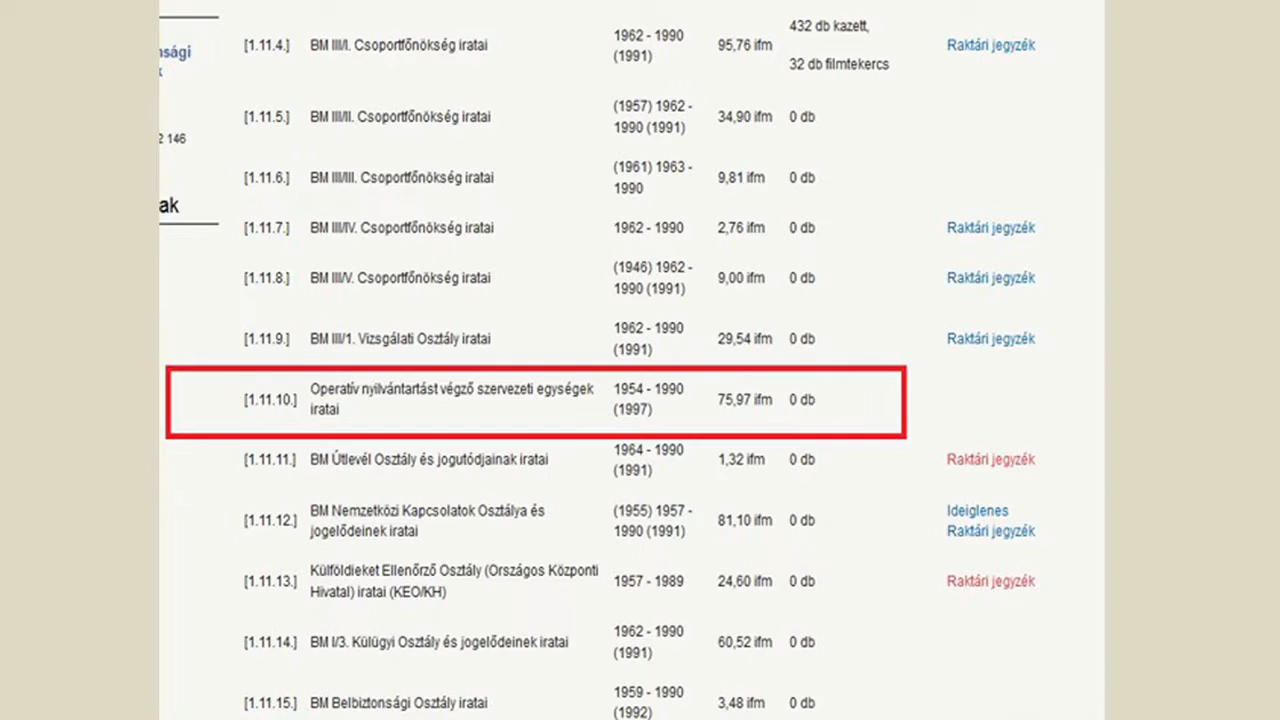 432 db kazett,
[1.11.4.] BM III/I. Csoportfőnökség iratai 1962 - 1990 (1991) 95,76 ifm Raktári jegyzék
32 db filmtekercs
nsági
[1.11.5.] BM III/II. Csoportfőnökség iratai (1957) 1962 - 1990 (1991) 34,90 ifm 0 db
2 146
[1.11.6.] BM III/III. Csoportfőnökség iratai (1961) 1963 - 1990 9,81 ifm 0 db
ak
[1.11.7.] BM III/IV. Csoportfőnökség iratai 1962 - 1990 2,76 ifm 0 db Raktári jegyzék
[1.11.8.] BM III/V. Csoportfőnökség iratai (1946) 1962 - 1990 (1991) 9,00 ifm 0 db Raktári jegyzék
[1.11.9.] BM III/1. Vizsgálati Osztály iratai 1962 - 1990 (1991) 29,54 ifm 0 db Raktári jegyzék
[1.11.10.] Operatív nyilvántartást végző szervezeti egységek iratai 1954 - 1990 (1997) 75,97 ifm 0 db
[1.11.11.] BM Útlevél Osztály és jogutódjainak iratai 1964 - 1990 (1991) 1,32 ifm 0 db Raktári jegyzék
[1.11.12.] BM Nemzetközi Kapcsolatok Osztálya és jogelődeinek iratai (1955) 1957 - 1990 (1991) 81,10 ifm 0 db Ideiglenes Raktári jegyzék
[1.11.13.] Külföldieket Ellenőrző Osztály (Országos Központi Hivatal) iratai (KEO/KH) 1957 - 1989 24,60 ifm 0 db Raktári jegyzék
[1.11.14.] BM I/3. Külügyi Osztály és jogelődeinek iratai 1962 - 1990 (1991) 60,52 ifm 0 db
[1.11.15.] BM Belbiztonsági Osztály iratai 1959 - 1990 (1992) 3,48 ifm 0 db